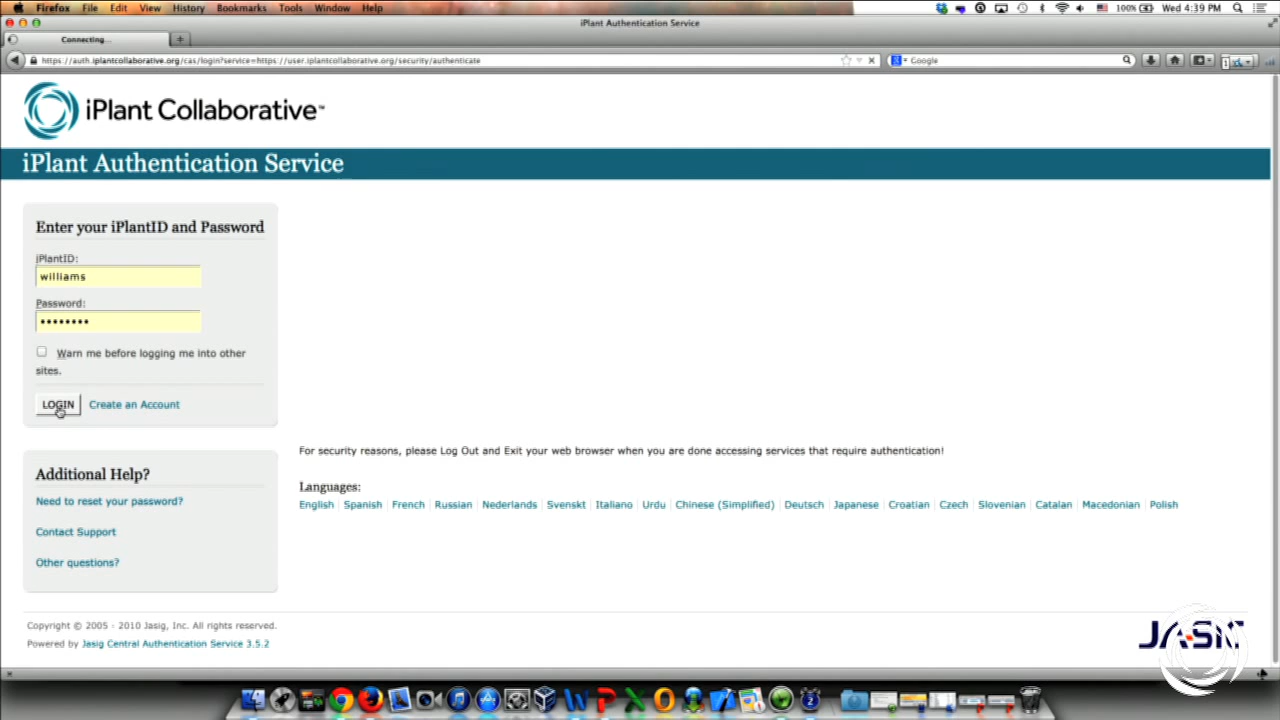 Firefox File Edit View History Bookmarks Tools Window Help 100% Wed 4:39 PM
iPlant Authentication Service
Connecting...
https://auth.iplantcollaborative.org/cas/login?service=https://user.iplantcollaborative.org/security/authenticate Google
iPlant Collaborative™
iPlant Authentication Service
Enter your iPlantID and Password
iPlantID:
williams
Password:
••••••••
Warn me before logging me into other
sites.
LOGIN Create an Account
For security reasons, please Log Out and Exit your web browser when you are done accessing services that require authentication!
Additional Help?
Languages:
Need to reset your password?
English Spanish French Russian Nederlands Svenskt Italiano Urdu Chinese (Simplified) Deutsch Japanese Croatian Czech Slovenian Catalan Macedonian Polish
Contact Support
Other questions?
Copyright © 2005 - 2010 Jasig, Inc. All rights reserved.
Powered by Jasig Central Authentication Service 3.5.2
JASIG